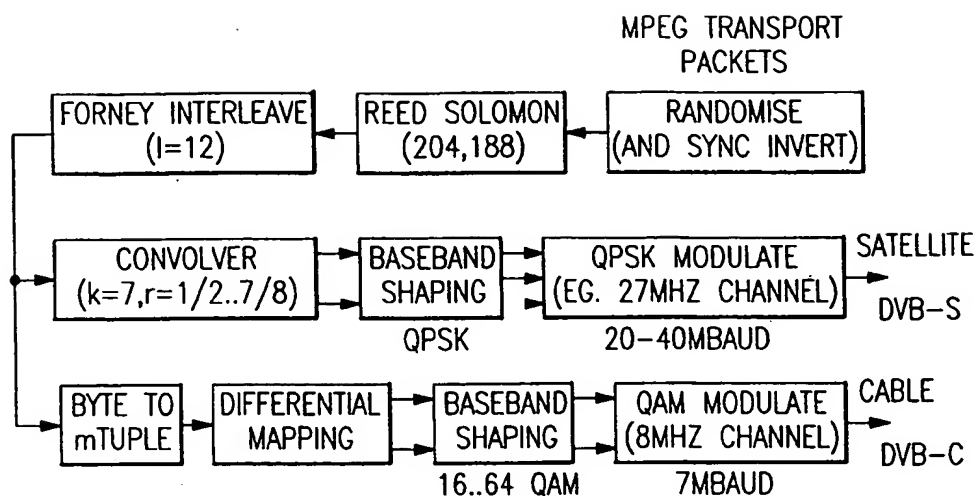 MPEG TRANSPORT
PACKETS
FORNEY INTERLEAVE
(I=12)
REED SOLOMON
(204,188)
RANDOMISE
(AND SYNC INVERT)
CONVOLVER
(k=7,r=1/2..7/8)
BASEBAND
SHAPING
QPSK MODULATE
(EG. 27MHZ CHANNEL)
SATELLITE
DVB-S
QPSK
20-40MBAUD
BYTE TO
mTUPLE
DIFFERENTIAL
MAPPING
BASEBAND
SHAPING
QAM MODULATE
(8MHZ CHANNEL)
CABLE
DVB-C
16..64 QAM
7MBAUD